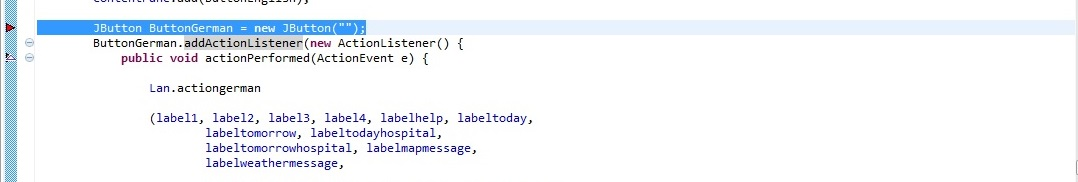 contentPane.add(ButtonEnglish);
JButton ButtonGerman = new JButton("");
ButtonGerman.addActionListener(new ActionListener() {
public void actionPerformed(ActionEvent e) {
Lan.actiongerman
(label1, label2, label3, label4, labelhelp, labeltoday,
labeltomorrow, labeltodayhospital,
labeltomorrowhospital, labelmapmessage,
labelweathermessage,